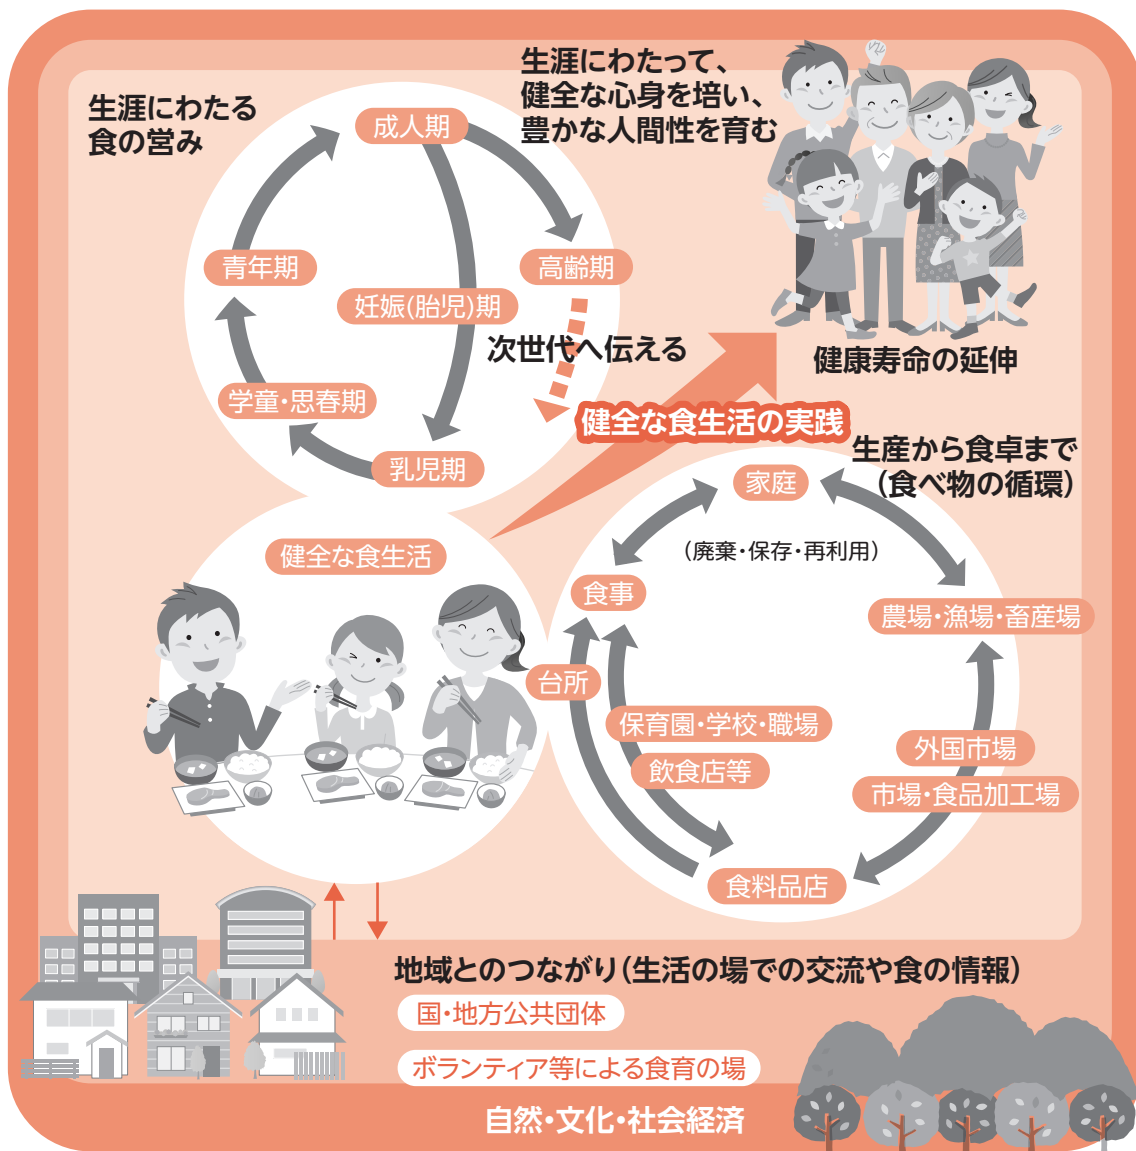 生涯にわたる
食の営み
生涯にわたって、
健全な心身を培い、
豊かな人間性を育む
成人期
青年期
高齢期
妊娠(胎児)期
次世代へ伝える
健康寿命の延伸
学童・思春期
健全な食生活の実践
乳児期
生産から食卓まで
(食べ物の循環)
家庭
健全な食生活
(廃棄・保存・再利用)
食事
農場・漁場・畜産場
台所
保育園・学校・職場
飲食店等
外国市場
市場・食品加工場
食料品店
地域とのつながり(生活の場での交流や食の情報)
国・地方公共団体
ボランティア等による食育の場
自然・文化・社会経済